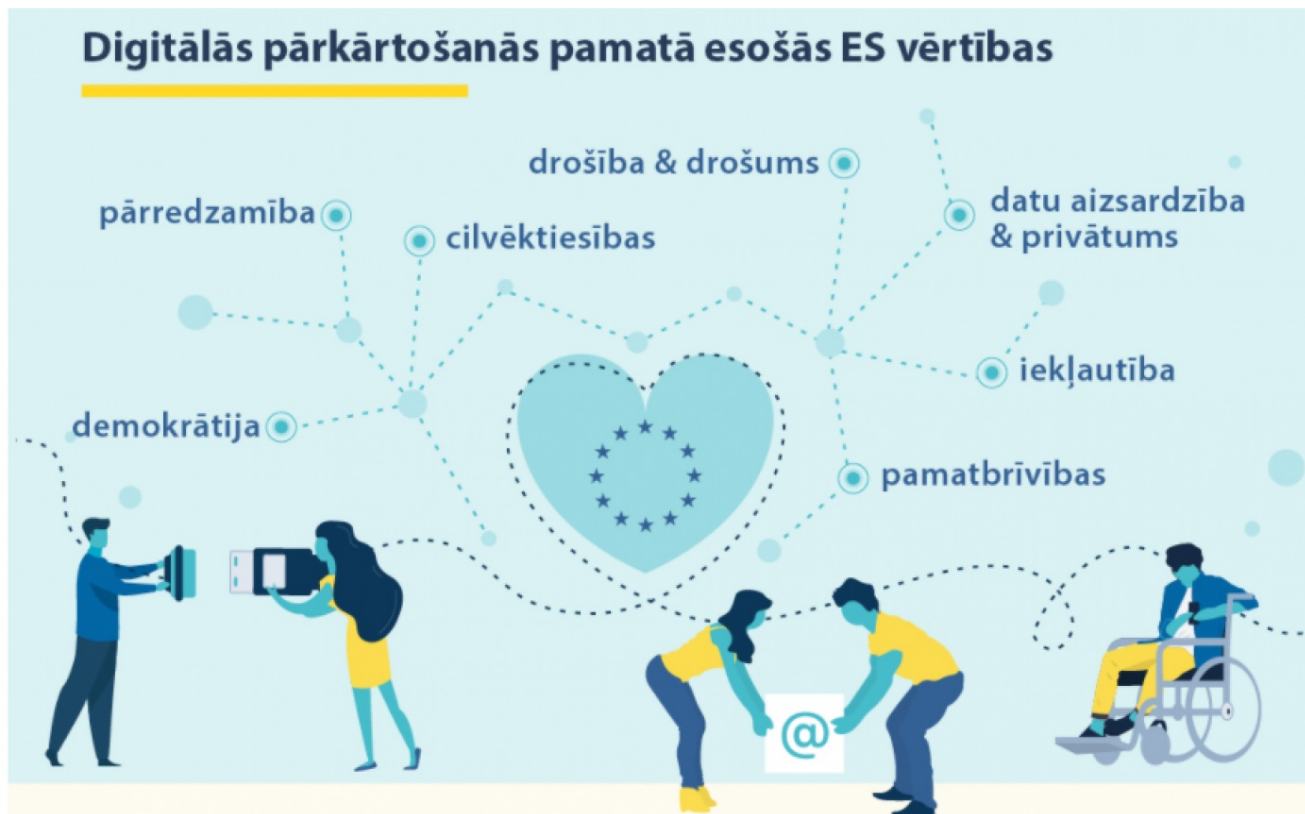 Digitālās pārkārtošanās pamatā esošās ES vērtības
drošība & drošums
pārredzamība
cilvēktiesības
datu aizsardzība
& privātums
iekļautība
demokrātija
pamatbrīvības
@